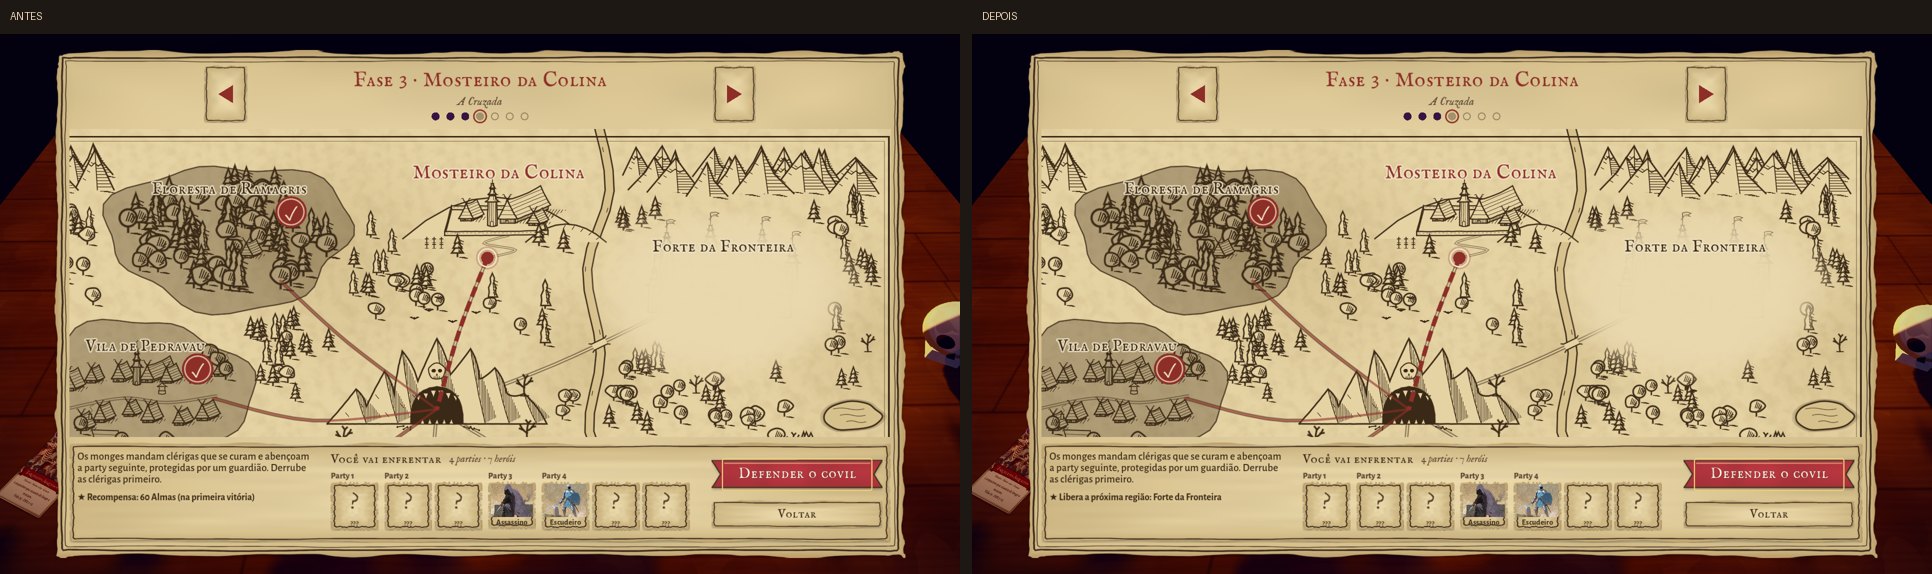 ANTES
Fase 3 · Mosteiro da Colina
A Cruzada
Mosteiro da Colina
Floresta de Ramagris
Forte da Fronteira
Vila de Pedravau
Os monges mandam clérigas que se curam e abençoam
a party seguinte, protegidas por um guardião. Derrube
as clérigas primeiro.
★ Recompensa: 60 Almas (na primeira vitória)
Você vai enfrentar 4 parties · 7 heróis
Party 1 Party 2 Party 3 Party 4
? ? ? ? ?
??? ??? ??? Assassino Escudeiro ??? ???
Defender o covil
Voltar
DEPOIS
Fase 3 · Mosteiro da Colina
A Cruzada
Mosteiro da Colina
Floresta de Ramagris
Forte da Fronteira
Vila de Pedravau
Os monges mandam clérigas que se curam e abençoam
a party seguinte, protegidas por um guardião. Derrube
as clérigas primeiro.
★ Libera a próxima região: Forte da Fronteira
Você vai enfrentar 4 parties · 7 heróis
Party 1 Party 2 Party 3 Party 4
? ? ? ? ?
??? ??? ??? Assassino Escudeiro ??? ???
Defender o covil
Voltar